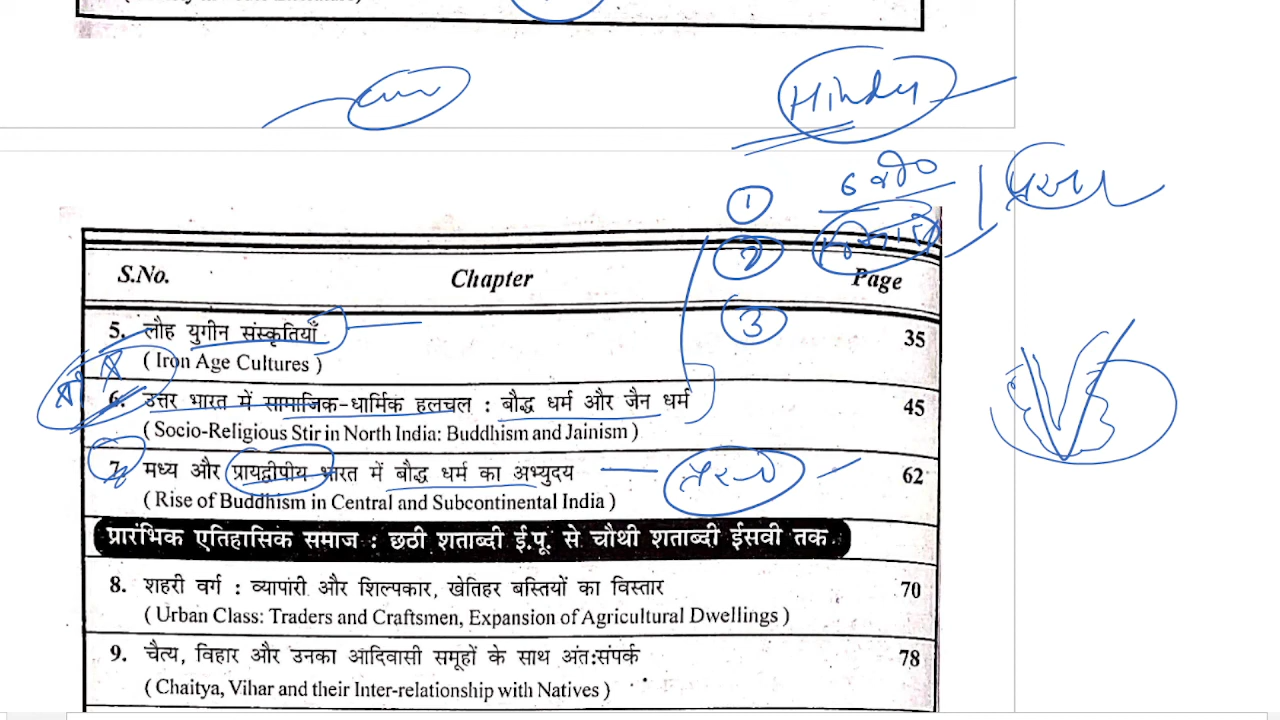 Hindu
S.No. Chapter Page
①
②
③
5. लौह युगीन संस्कृतियाँ 35
( Iron Age Cultures )
6. उत्तर भारत में सामाजिक-धार्मिक हलचल : बौद्ध धर्म और जैन धर्म 45
( Socio-Religious Stir in North India: Buddhism and Jainism )
7. मध्य और प्रायद्वीपीय भारत में बौद्ध धर्म का अभ्युदय 62
( Rise of Buddhism in Central and Subcontinental India )
प्रारंभिक एतिहासिक समाज : छठी शताब्दी ई.पू. से चौथी शताब्दी ईसवी तक
8. शहरी वर्ग : व्यापारी और शिल्पकार, खेतिहर बस्तियों का विस्तार 70
( Urban Class: Traders and Craftsmen, Expansion of Agricultural Dwellings )
9. चैत्य, विहार और उनका आदिवासी समूहों के साथ अंत:संपर्क 78
( Chaitya, Vihar and their Inter-relationship with Natives )